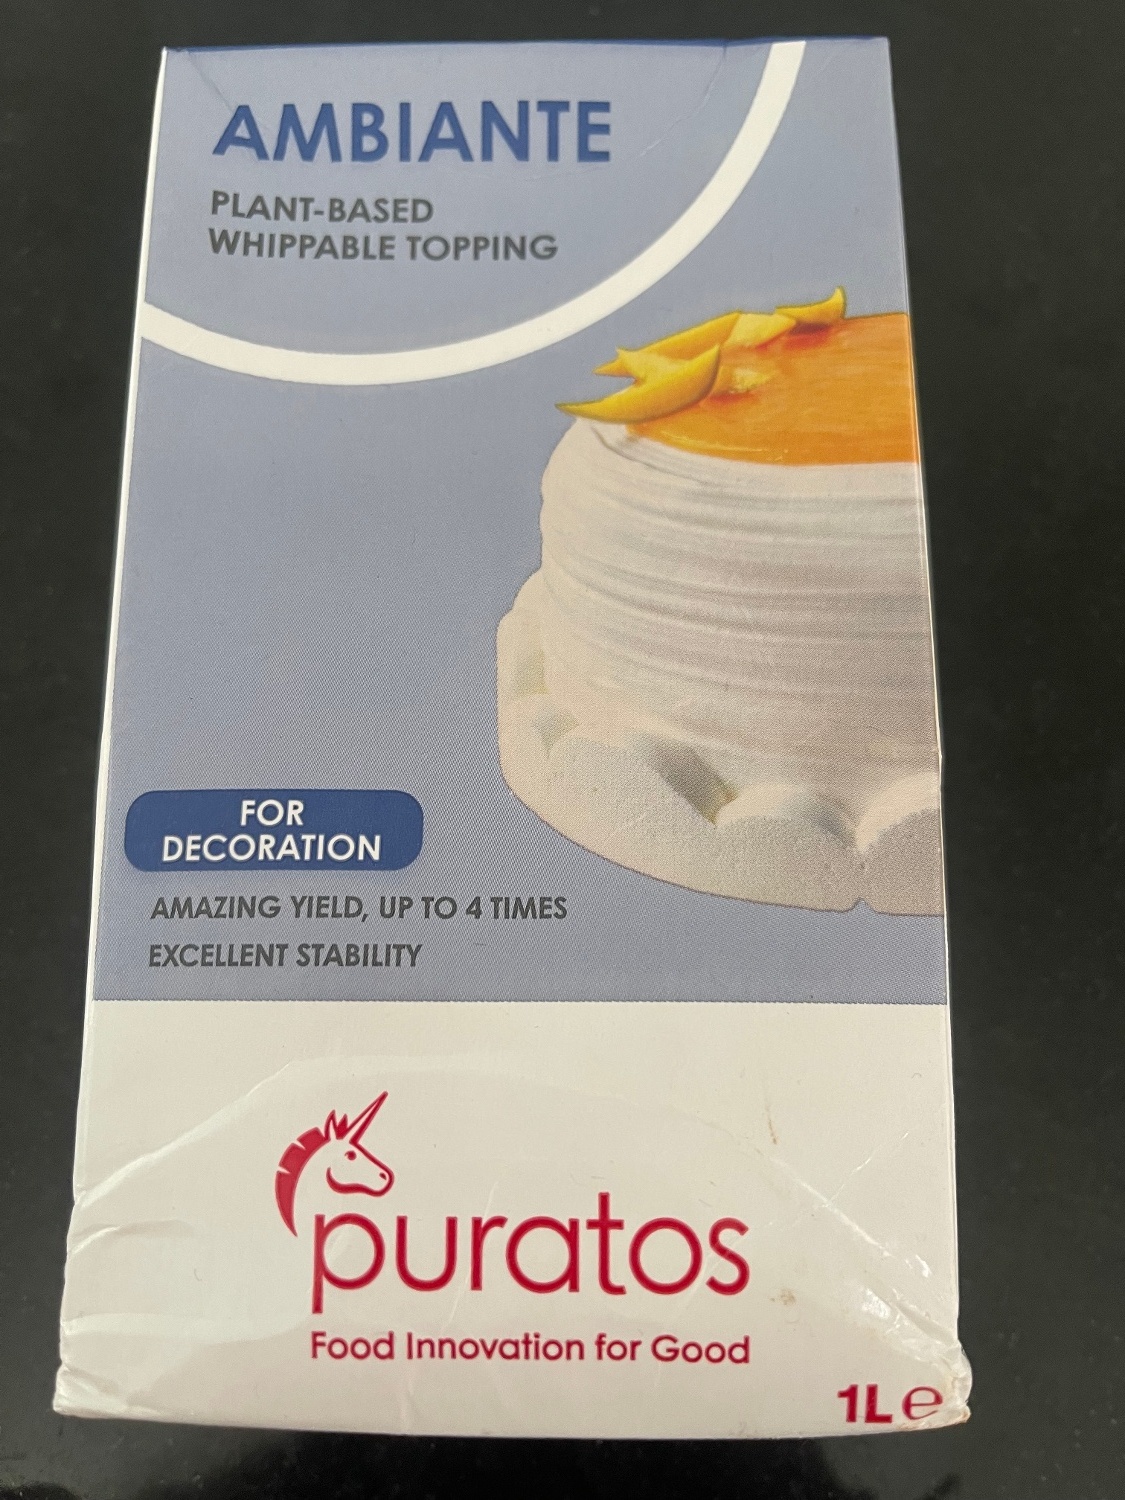 AMBIANTE
PLANT-BASED
WHIPPABLE TOPPING
FOR
DECORATION
AMAZING YIELD, UP TO 4 TIMES
EXCELLENT STABILITY
puratos
Food Innovation for Good
1L ℮